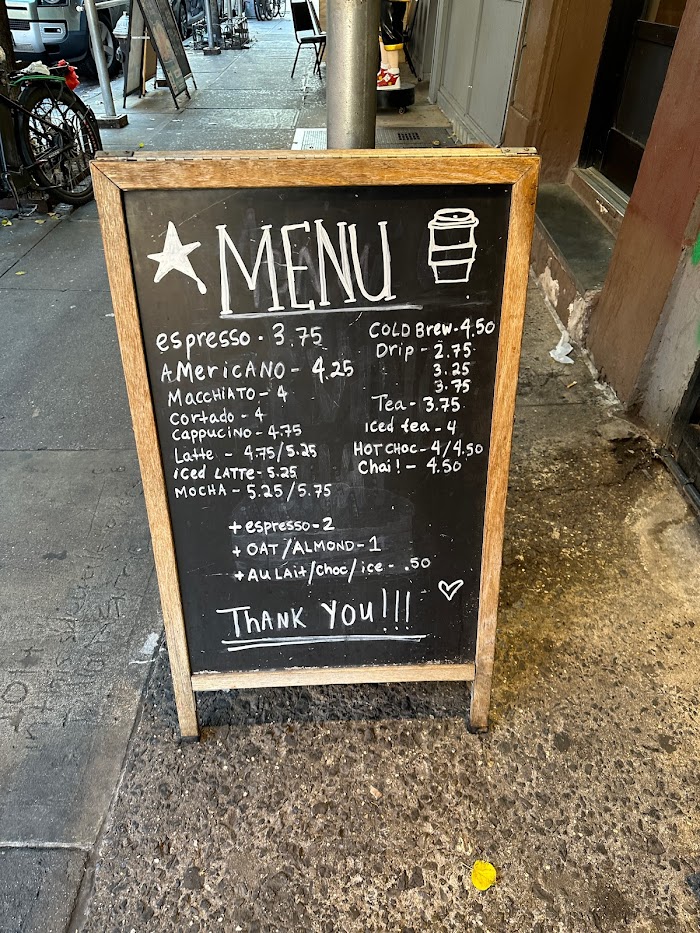 MENU
espresso - 3.75
AMericANO - 4.25
MACCHIATO - 4
Cortado - 4
Cappucino - 4.75
Latte - 4.75/5.25
iCed LATTE - 5.25
MOCHA - 5.25/5.75
COLD Brew - 4.50
Drip - 2.75
3.25
3.75
Tea - 3.75
iced tea - 4
HOT CHOC - 4/4.50
Chai! - 4.50
+ espresso - 2
+ OAT/ALMOND - 1
+ AU LAit/choc/ice - .50
THANK YOU!!!